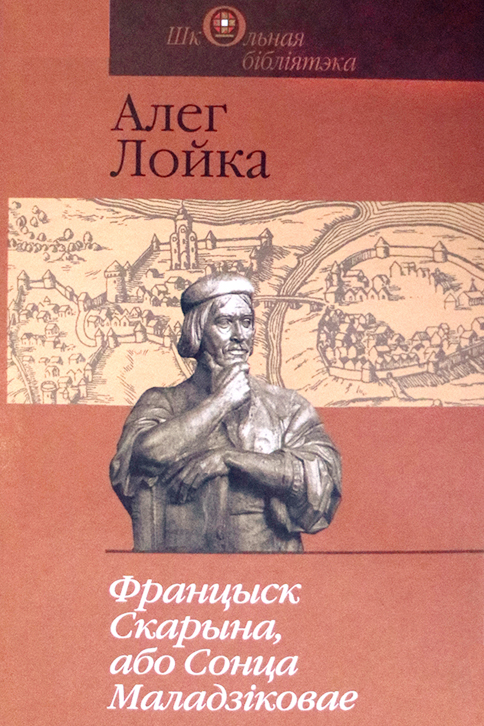 Школьная
бібліятэка
Алег
Лойка
Францыск
Скарына,
або Сонца
Маладзіковае